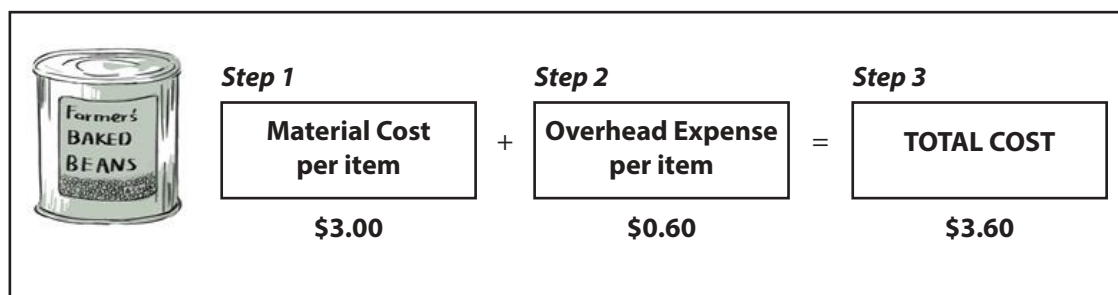 Farmer's
BAKED
BEANS
Step 1
Material Cost
per item
$3.00
+
Step 2
Overhead Expense
per item
$0.60
=
Step 3
TOTAL COST
$3.60